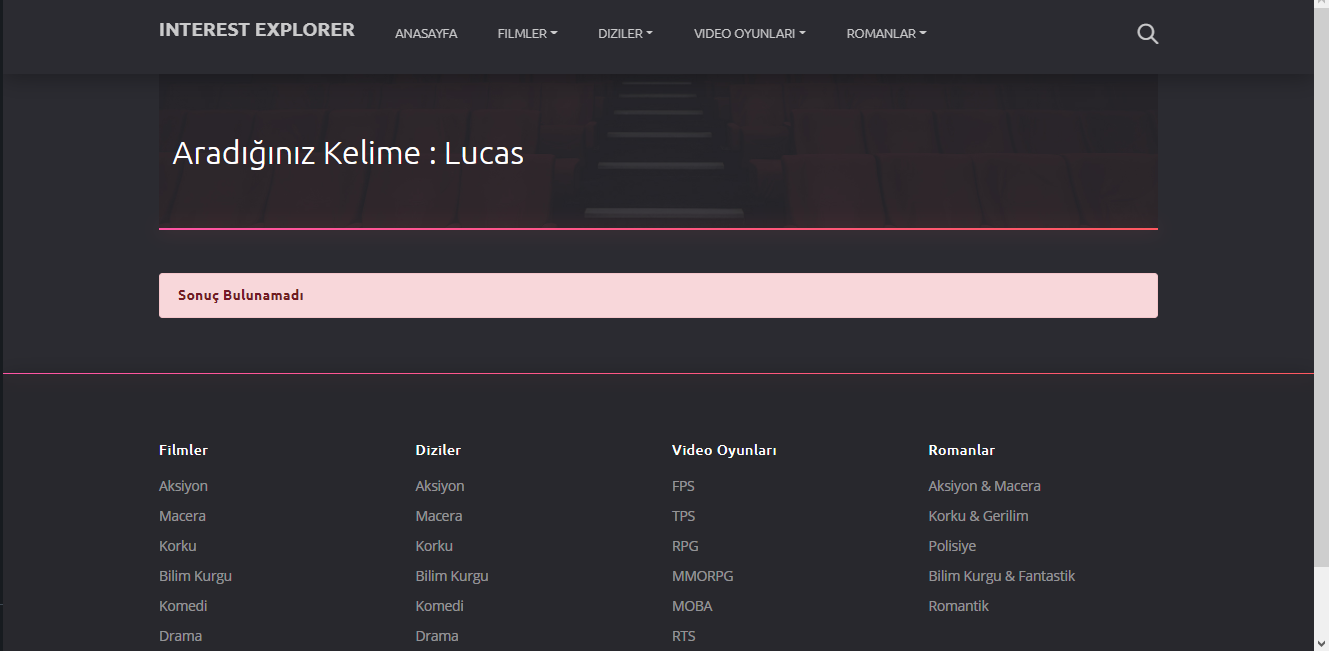 INTEREST EXPLORER
ANASAYFA FILMLER DIZILER VIDEO OYUNLARI ROMANLAR
Aradığınız Kelime : Lucas
Sonuç Bulunamadı
Filmler Diziler Video Oyunları Romanlar
Aksiyon Aksiyon FPS Aksiyon & Macera
Macera Macera TPS Korku & Gerilim
Korku Korku RPG Polisiye
Bilim Kurgu Bilim Kurgu MMORPG Bilim Kurgu & Fantastik
Komedi Komedi MOBA Romantik
Drama Drama RTS